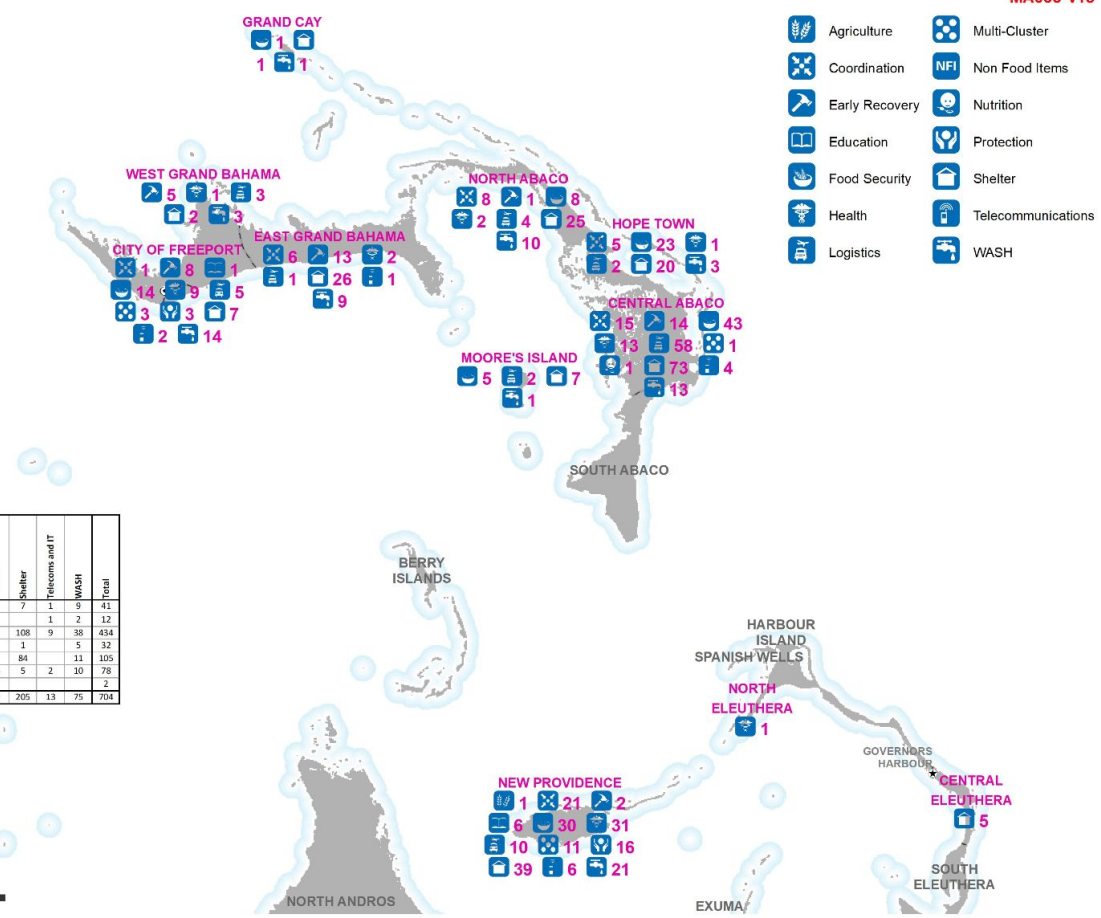 GRAND CAY
1
1 1
WEST GRAND BAHAMA
5 1 3
2 3
CITY OF FREEPORT
1 8 1
14 9 5
3 3 7
2 14
EAST GRAND BAHAMA
6 13 2
1 26 1
9
NORTH ABACO
8 1 8
2 4 25
10
HOPE TOWN
5 23 1
2 20 3
CENTRAL ABACO
15 14 43
13 58 1
1 73 4
13
MOORE'S ISLAND
5 2 7
1
SOUTH ABACO
Agriculture
Coordination
Early Recovery
Education
Food Security
Health
Logistics
Multi-Cluster
NFI Non Food Items
Nutrition
Protection
Shelter
Telecommunications
WASH
Shelter Telecoms and IT WASH Total
7 1 9 41
1 2 12
108 9 38 434
1 5 32
84 11 105
5 2 10 78
2
205 13 75 704
BERRY
ISLANDS
HARBOUR
ISLAND
SPANISH WELLS
NORTH
ELEUTHERA
1
GOVERNORS
HARBOUR
CENTRAL
ELEUTHERA
5
SOUTH
ELEUTHERA
NEW PROVIDENCE
1 21 2
6 30 31
10 11 16
39 6 21
NORTH ANDROS
EXUMA